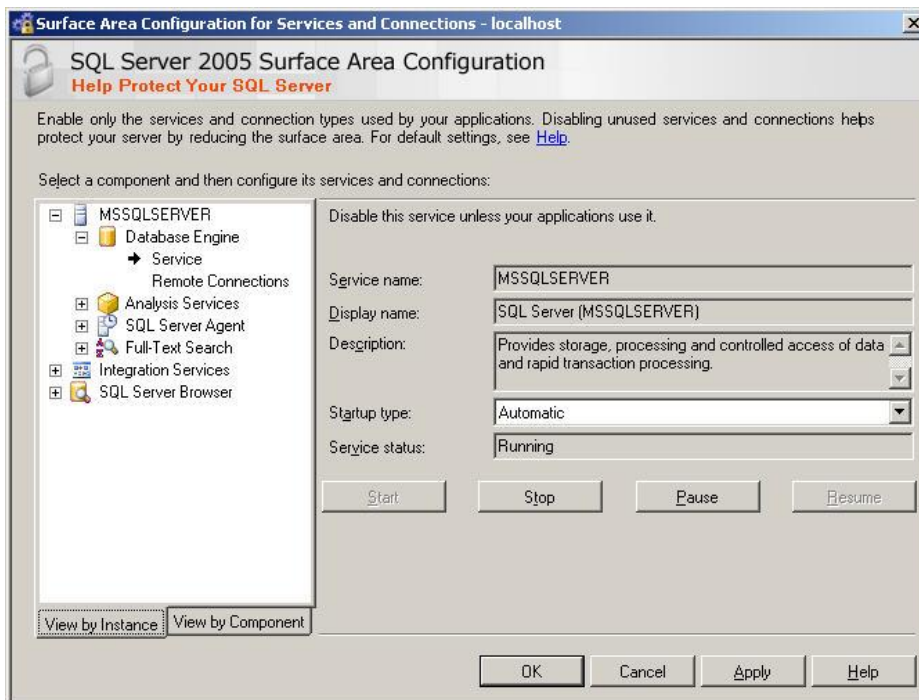 Surface Area Configuration for Services and Connections - localhost
SQL Server 2005 Surface Area Configuration
Help Protect Your SQL Server
Enable only the services and connection types used by your applications. Disabling unused services and connections helps
protect your server by reducing the surface area. For default settings, see Help.
Select a component and then configure its services and connections:
MSSQLSERVER
Database Engine
Service
Remote Connections
Analysis Services
SQL Server Agent
Full-Text Search
Integration Services
SQL Server Browser
View by Instance
View by Component
Disable this service unless your applications use it.
Service name: MSSQLSERVER
Display name: SQL Server (MSSQLSERVER)
Description: Provides storage, processing and controlled access of data
and rapid transaction processing.
Startup type: Automatic
Service status: Running
Start Stop Pause Resume
OK Cancel Apply Help